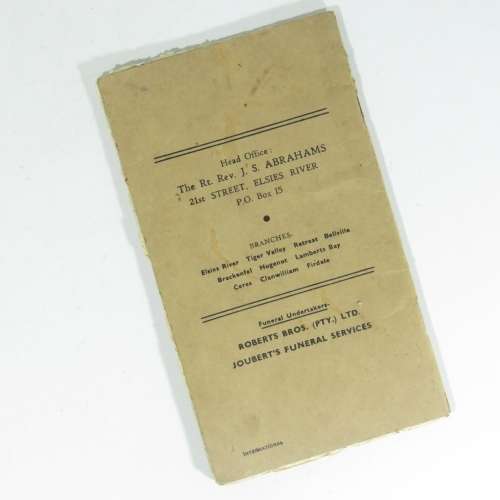 Head Office:
The Rt. Rev. J. S. ABRAHAMS
21st STREET, ELSIES RIVER
P.O. Box 15
BRANCHES.
Elsies River Tiger Valley Retreat Bellville
Brackenfel Hugenot Lamberts Bay
Ceres Clanwilliam Firdale
Funeral Undertakers-
ROBERTS BROS. (PTY.) LTD.
JOUBERT'S FUNERAL SERVICES